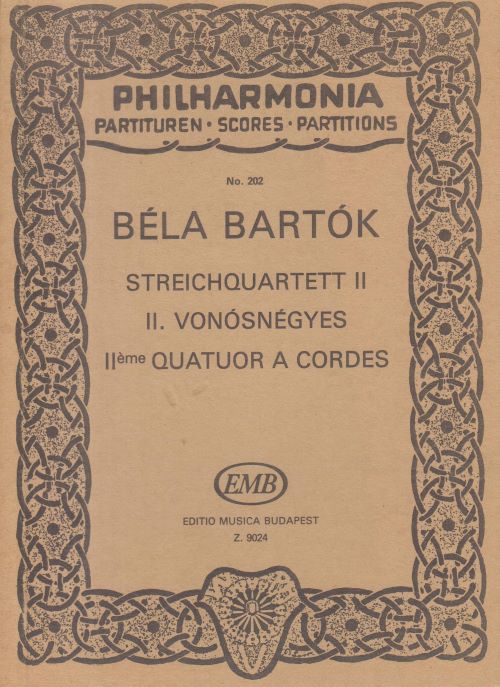 PHILHARMONIA
PARTITUREN · SCORES · PARTITIONS
No. 202
BÉLA BARTÓK
STREICHQUARTETT II
II. VONÓSNÉGYES
IIème QUATUOR A CORDES
EMB
EDITIO MUSICA BUDAPEST
Z. 9024